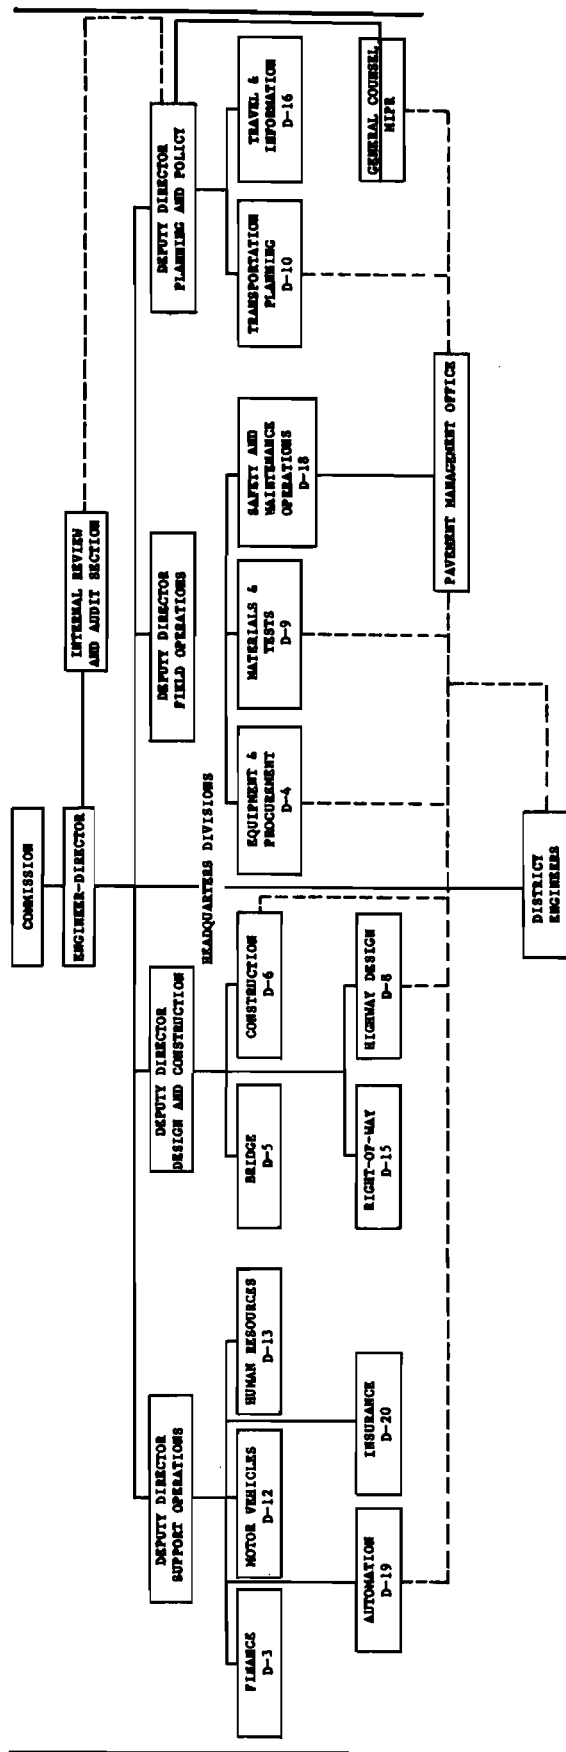 COMMISSION
ENGINEER-DIRECTOR
INTERNAL REVIEW
AND AUDIT SECTION
DEPUTY DIRECTOR
SUPPORT OPERATIONS
DEPUTY DIRECTOR
DESIGN AND CONSTRUCTION
DEPUTY DIRECTOR
FIELD OPERATIONS
DEPUTY DIRECTOR
PLANNING AND POLICY
HEADQUARTERS DIVISIONS
FINANCE
D-3
MOTOR VEHICLES
D-12
HUMAN RESOURCES
D-13
BRIDGE
D-5
CONSTRUCTION
D-6
EQUIPMENT &
PROCUREMENT
D-4
MATERIALS &
TESTS
D-9
SAFETY AND
MAINTENANCE
OPERATIONS
D-18
TRANSPORTATION
PLANNING
D-10
TRAVEL &
INFORMATION
D-16
AUTOMATION
D-19
INSURANCE
D-20
RIGHT-OF-WAY
D-15
HIGHWAY DESIGN
D-8
GENERAL COUNSEL
MIPR
PAVEMENT MANAGEMENT OFFICE
DISTRICT
ENGINEERS